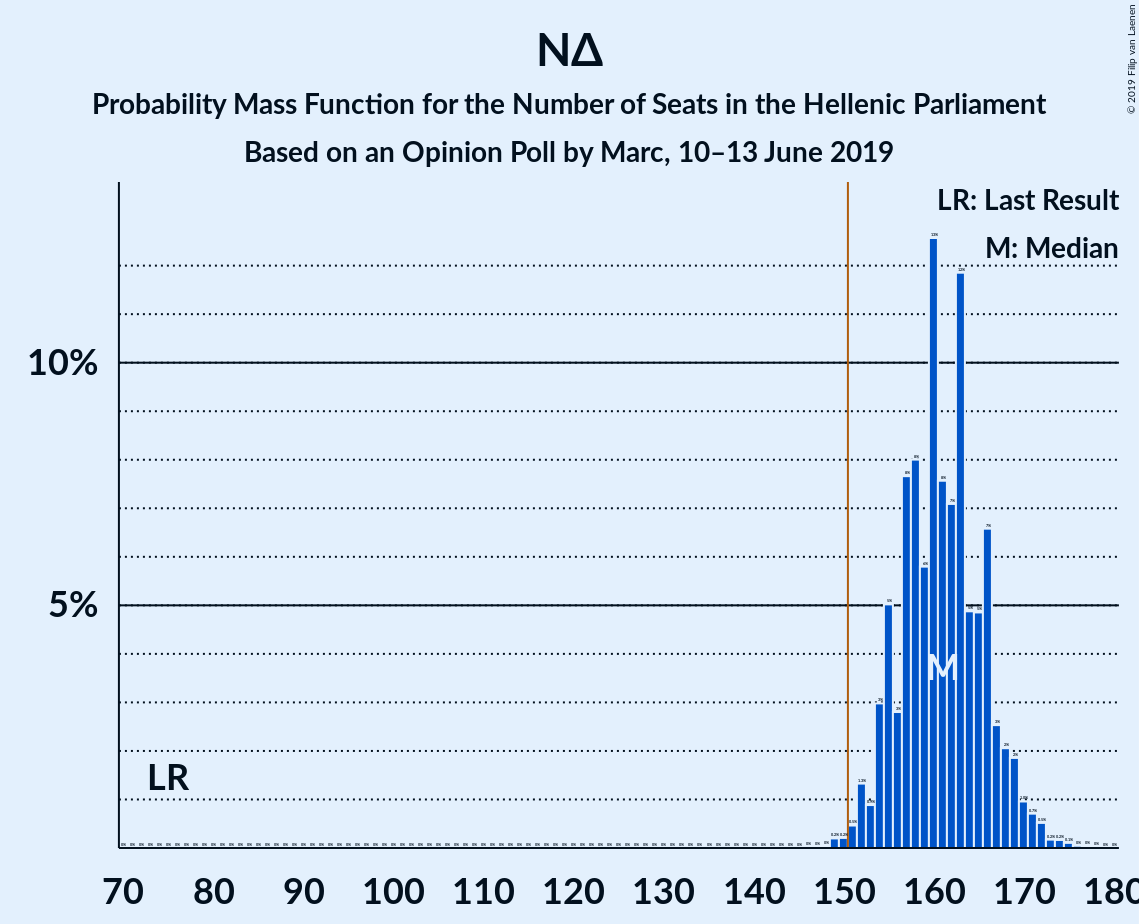 ΝΔ
Probability Mass Function for the Number of Seats in the Hellenic Parliament
Based on an Opinion Poll by Marc, 10–13 June 2019
© 2019 Filip van Laenen
LR: Last Result
M: Median
10%
5%
LR
M
70 80 90 100 110 120 130 140 150 160 170 180